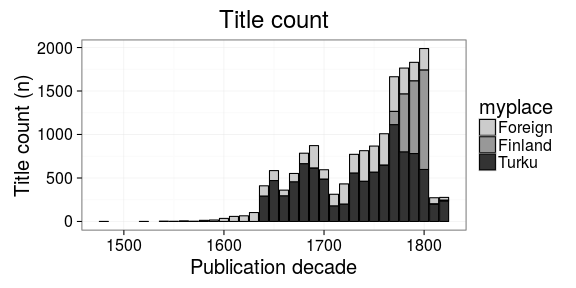 Title count
Title count (n)
2000
1500
1000
500
0
1500
1600
1700
1800
Publication decade
myplace
Foreign
Finland
Turku